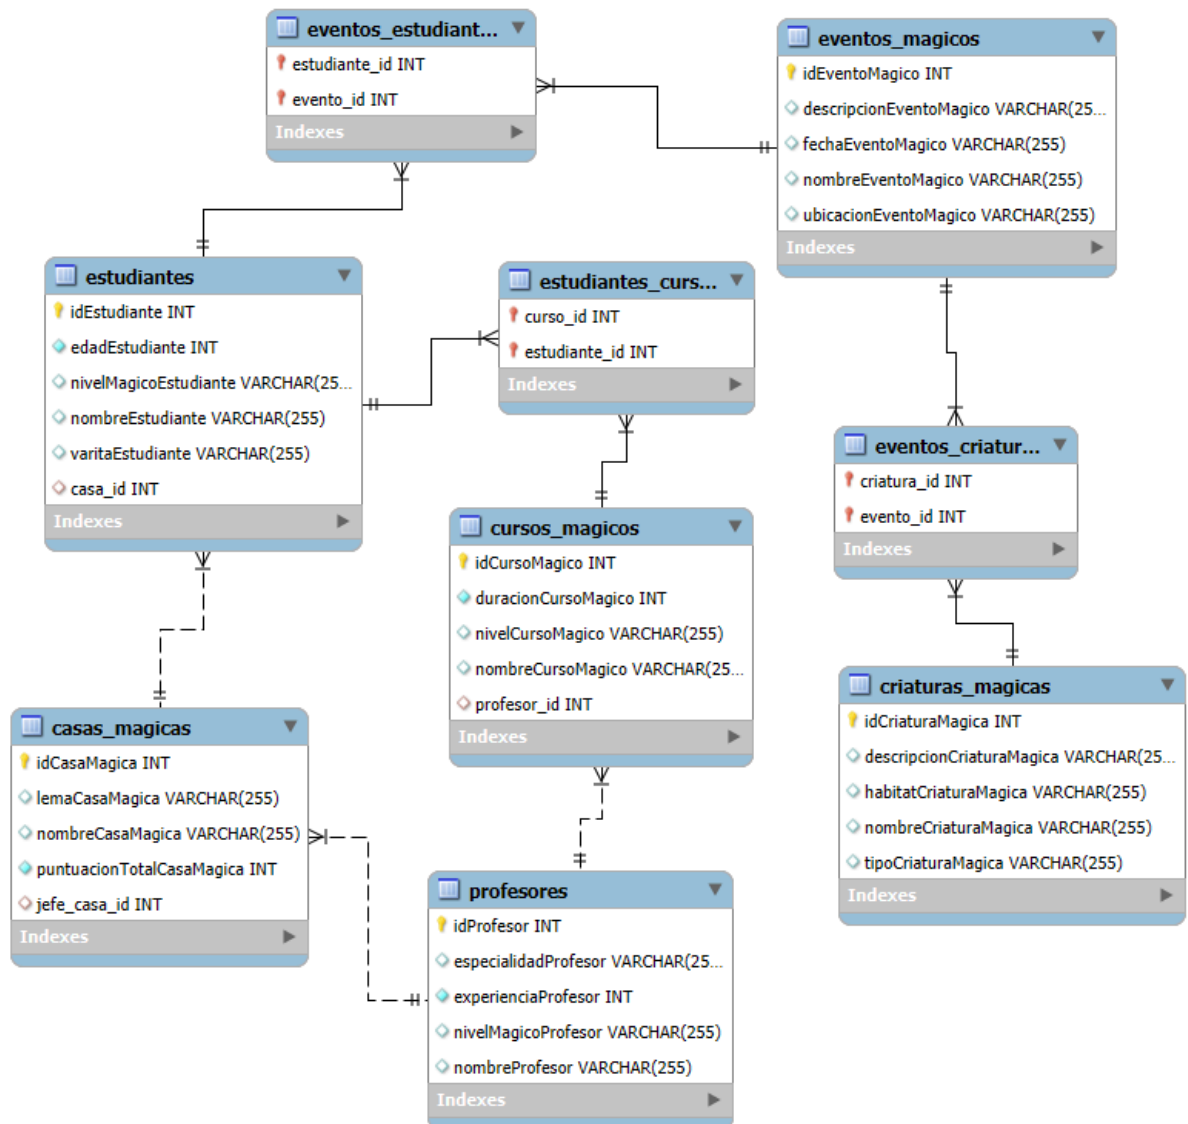 eventos_estudiant...
estudiante_id INT
evento_id INT
Indexes
eventos_magicos
idEventoMagico INT
descripcionEventoMagico VARCHAR(25...
fechaEventoMagico VARCHAR(255)
nombreEventoMagico VARCHAR(255)
ubicacionEventoMagico VARCHAR(255)
Indexes
estudiantes
idEstudiante INT
edadEstudiante INT
nivelMagicoEstudiante VARCHAR(25...
nombreEstudiante VARCHAR(255)
varitaEstudiante VARCHAR(255)
casa_id INT
Indexes
estudiantes_curs...
curso_id INT
estudiante_id INT
Indexes
eventos_criatur...
criatura_id INT
evento_id INT
Indexes
cursos_magicos
idCursoMagico INT
duracionCursoMagico INT
nivelCursoMagico VARCHAR(255)
nombreCursoMagico VARCHAR(25...
profesor_id INT
Indexes
criaturas_magicas
idCriaturaMagica INT
descripcionCriaturaMagica VARCHAR(25...
habitatCriaturaMagica VARCHAR(255)
nombreCriaturaMagica VARCHAR(255)
tipoCriaturaMagica VARCHAR(255)
Indexes
casas_magicas
idCasaMagica INT
lemaCasaMagica VARCHAR(255)
nombreCasaMagica VARCHAR(255)
puntuacionTotalCasaMagica INT
jefe_casa_id INT
Indexes
profesores
idProfesor INT
especialidadProfesor VARCHAR(25...
experienciaProfesor INT
nivelMagicoProfesor VARCHAR(255)
nombreProfesor VARCHAR(255)
Indexes